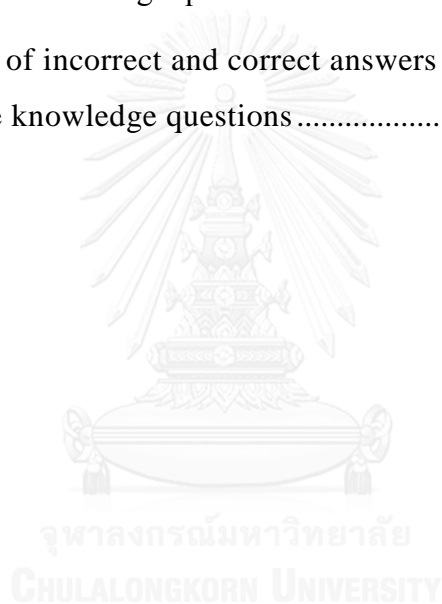 of incorrect and correct answers
knowledge questions..................
จุฬาลงกรณ์มหาวิทยาลัย
CHULALONGKORN UNIVERSITY